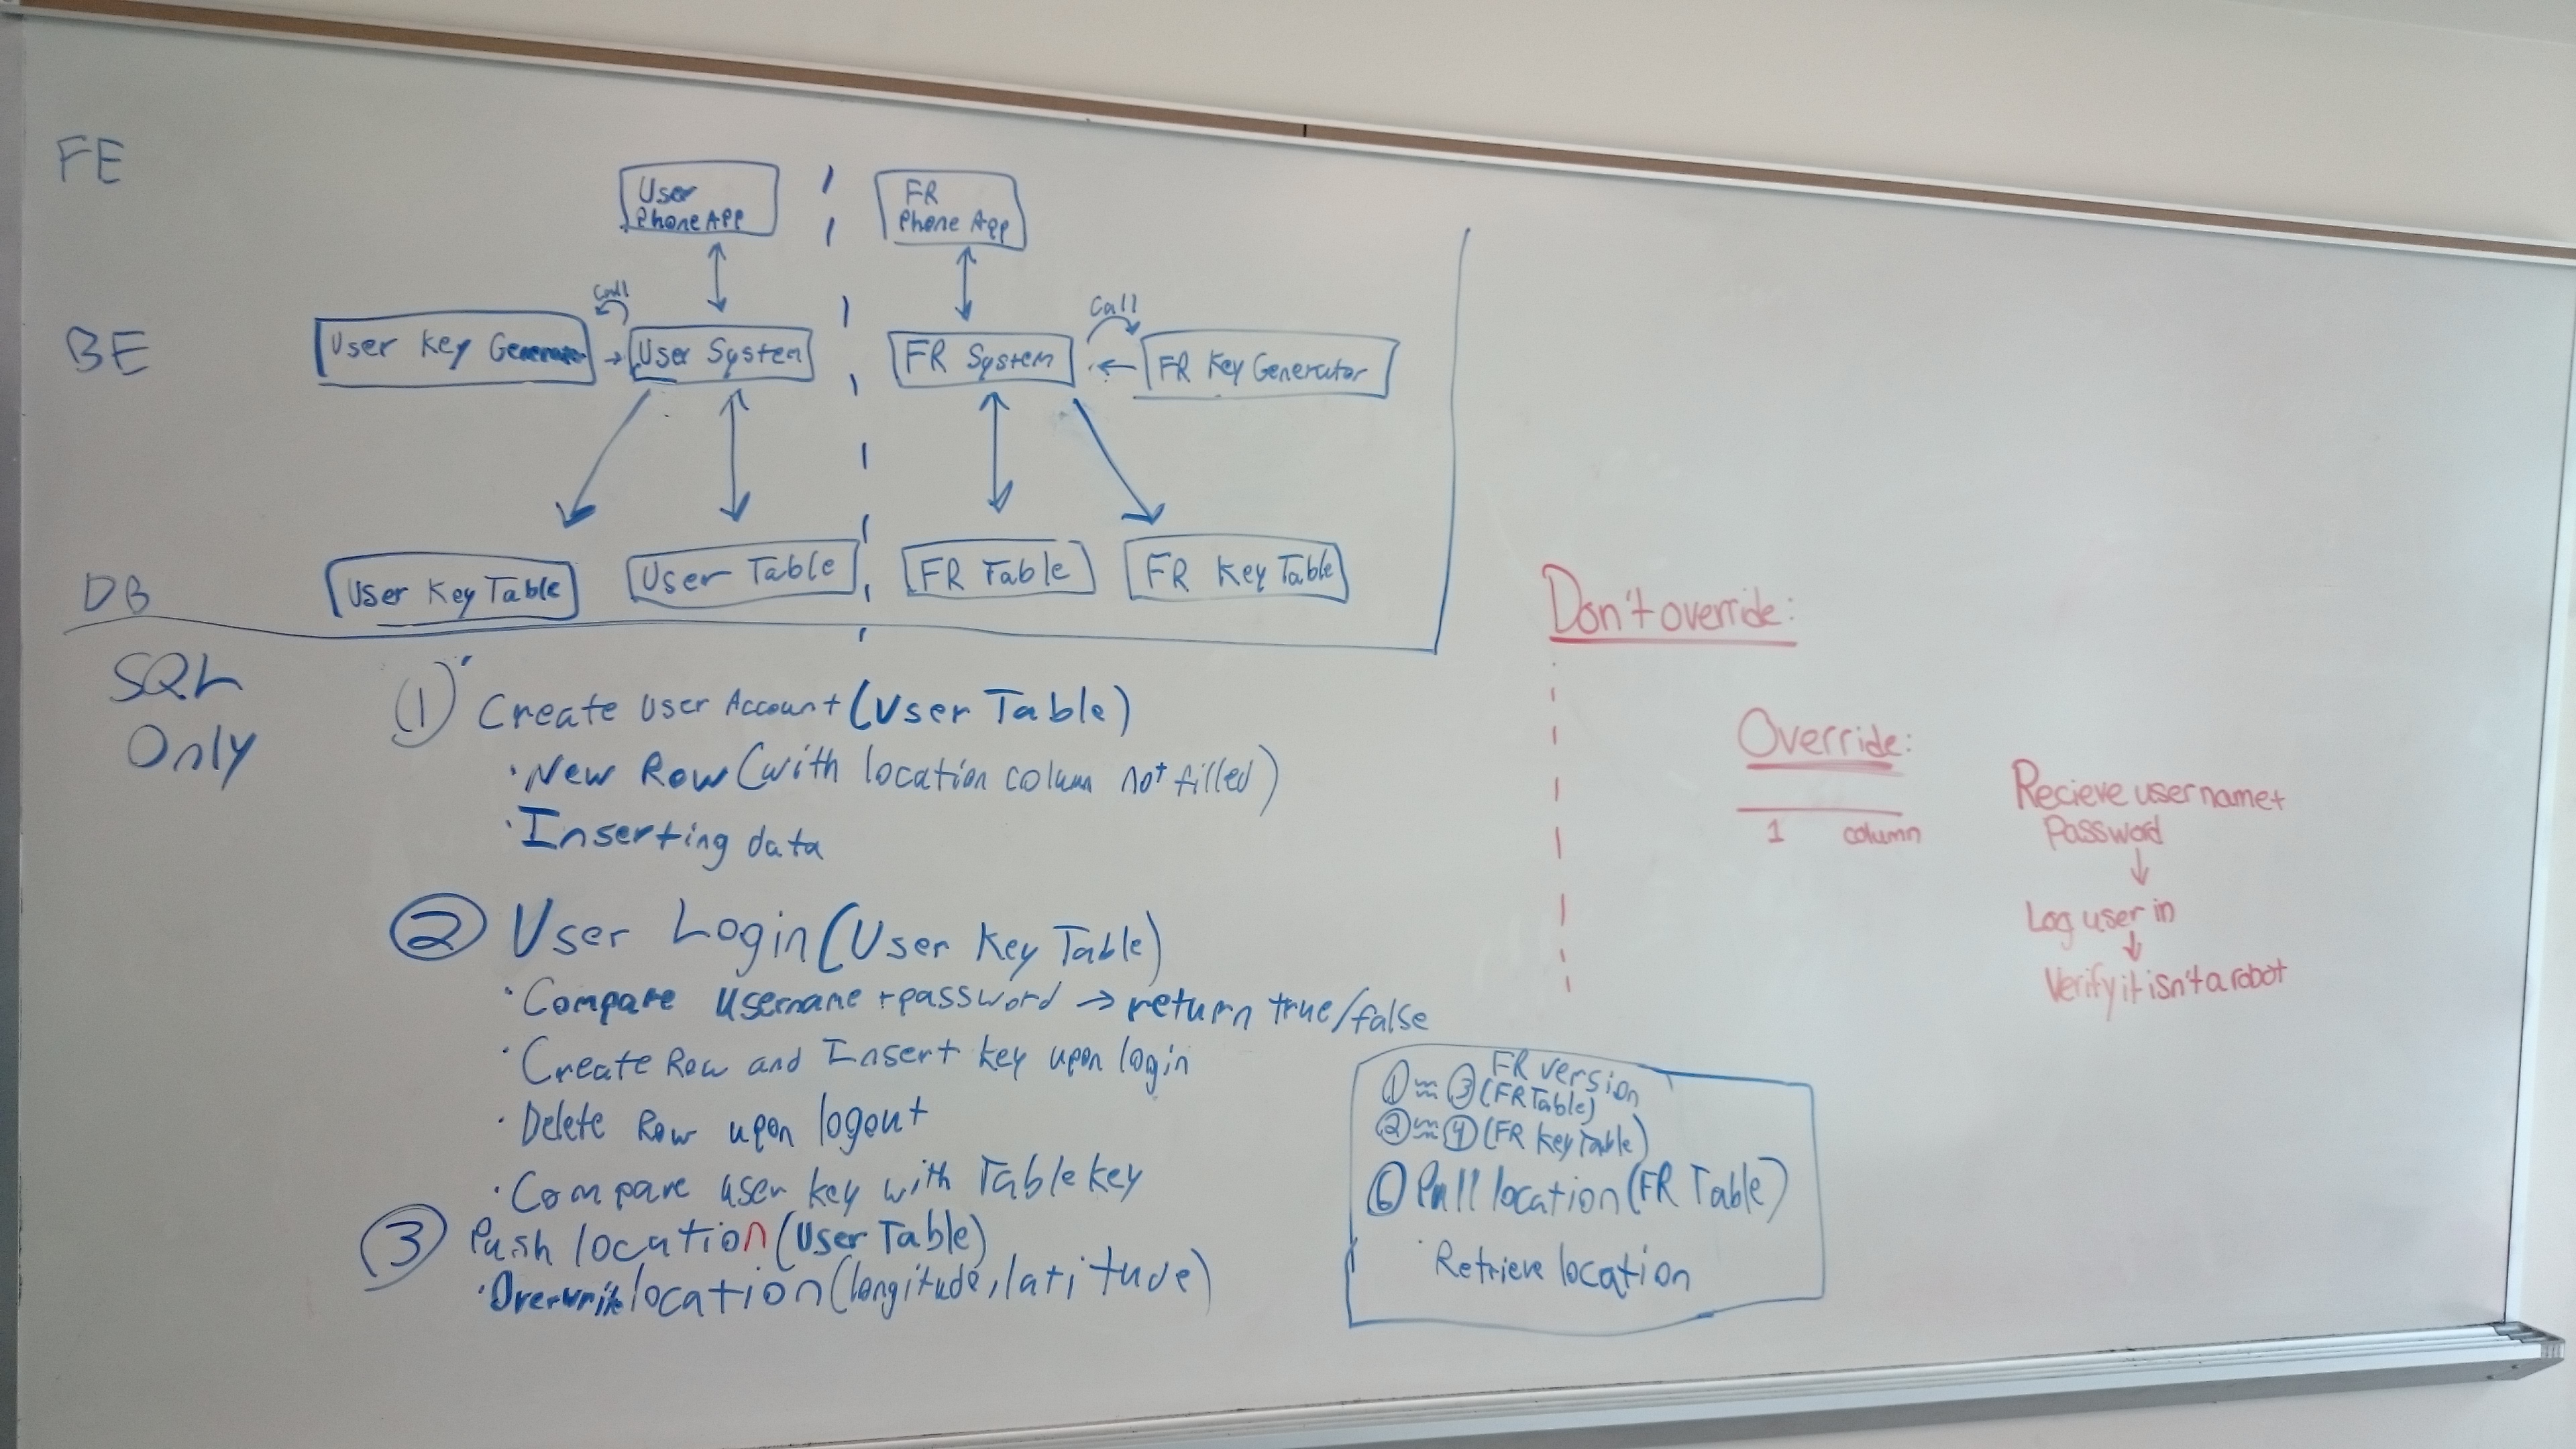 FE
User
Phone App
FR
Phone App
BE
Call
User Key Generator
User System
FR System
Call
FR Key Generator
DB
User Key Table
User Table
FR Table
FR Key Table
SQL
Only
① Create User Account (User Table)
· New Row (with location column not filled)
· Inserting data
② User Login (User Key Table)
· Compare Username + password → return true/false
· Create Row and Insert key upon login
· Delete Row upon logout
· Compare user key with Table key
③ Push location (User Table)
· Overwrite location (longitude, latitude)
FR version
① ≈ ③ (FR Table)
② ≈ ④ (FR Key Table)
⑥ Pull location (FR Table)
· Retrieve location
Don't override:
Override:
1 column
Recieve username +
Password
↓
Log user in
↓
Verify it isn't a robot